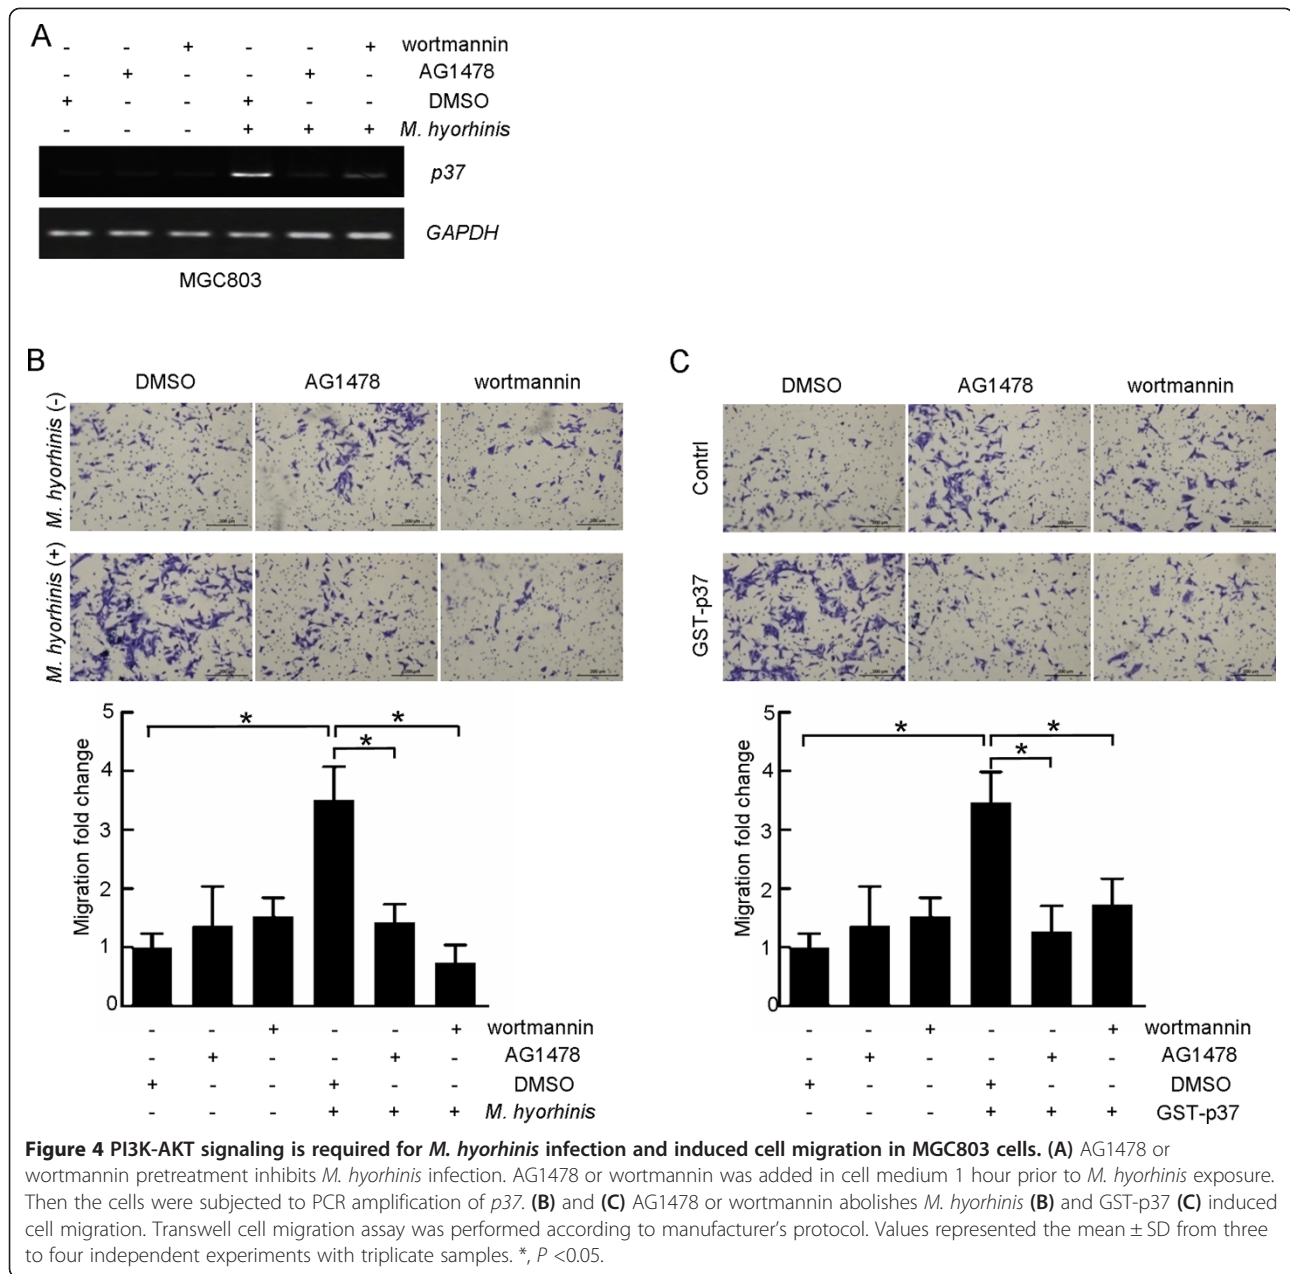 A
- - + - - + wortmannin
- + - - + - AG1478
+ - - + - - DMSO
- - - + + + M. hyorhinis
p37
GAPDH
MGC803
B
DMSO AG1478 wortmannin
M. hyorhinis (-)
M. hyorhinis (+)
5
4
3
2
1
0
Migration fold change
* * *
- - + - - + wortmannin
- + - - + - AG1478
+ - - + - - DMSO
- - - + + + M. hyorhinis
C
DMSO AG1478 wortmannin
Contrl
GST-p37
5
4
3
2
1
0
Migration fold change
* * *
- - + - - + wortmannin
- + - - + - AG1478
+ - - + - - DMSO
- - - + + + GST-p37
Figure 4 PI3K-AKT signaling is required for M. hyorhinis infection and induced cell migration in MGC803 cells. (A) AG1478 or
wortmannin pretreatment inhibits M. hyorhinis infection. AG1478 or wortmannin was added in cell medium 1 hour prior to M. hyorhinis exposure.
Then the cells were subjected to PCR amplification of p37. (B) and (C) AG1478 or wortmannin abolishes M. hyorhinis (B) and GST-p37 (C) induced
cell migration. Transwell cell migration assay was performed according to manufacturer's protocol. Values represented the mean ± SD from three
to four independent experiments with triplicate samples. *, P <0.05.